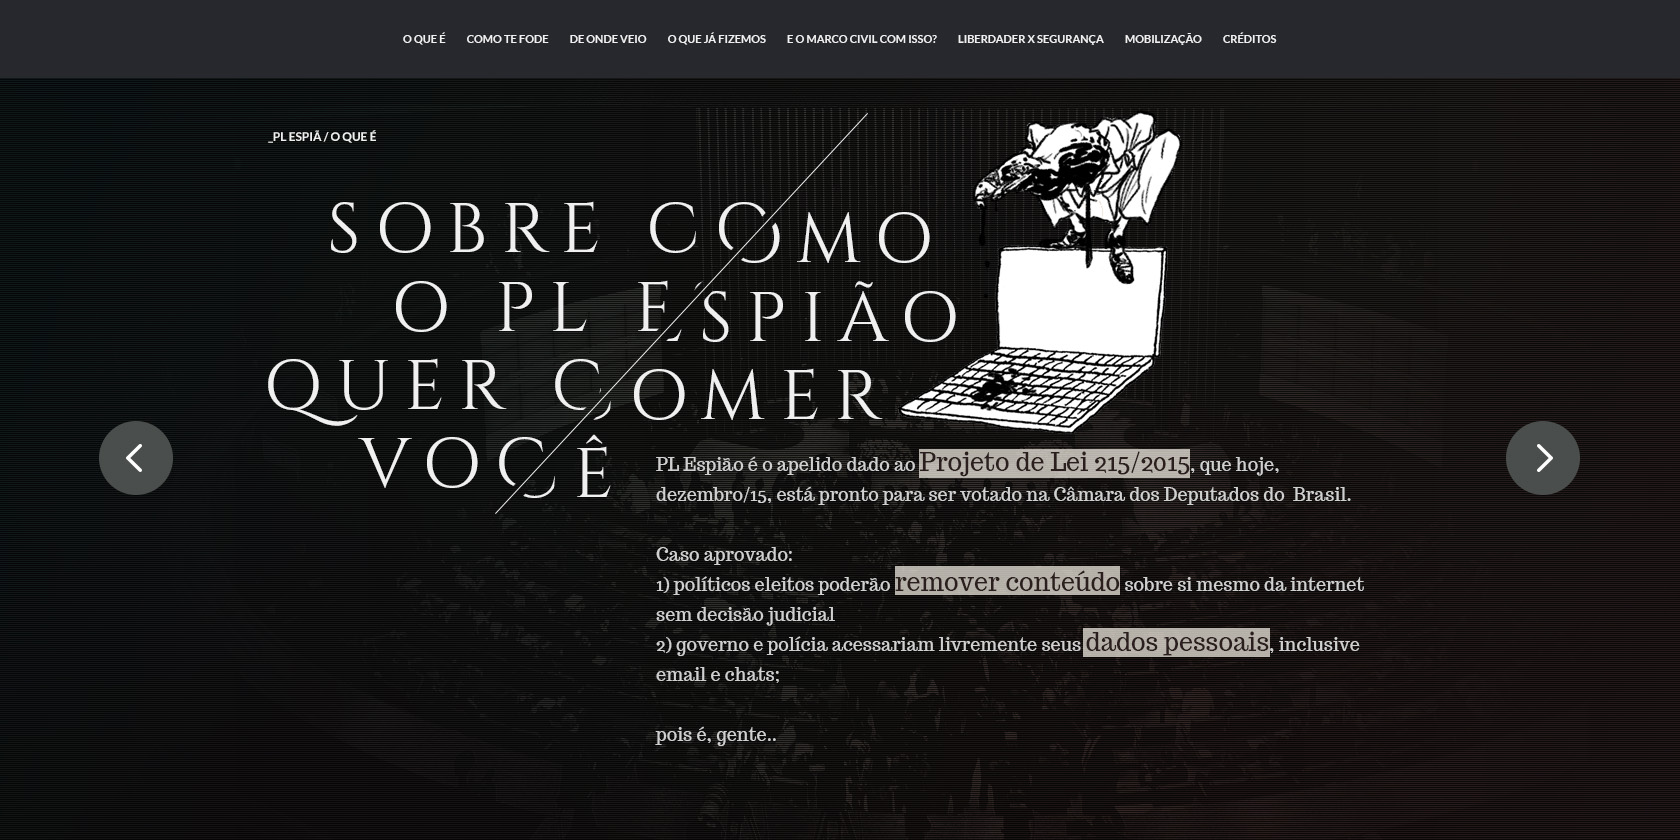 O QUE É COMO TE FODE DE ONDE VEIO O QUE JÁ FIZEMOS E O MARCO CIVIL COM ISSO? LIBERDADER X SEGURANÇA MOBILIZAÇÃO CRÉDITOS
_PL ESPIÃ / O QUE É
SOBRE COMO
O PL ESPIÃO
QUER COMER
VOCÊ
PL Espião é o apelido dado ao Projeto de Lei 215/2015, que hoje,
dezembro/15, está pronto para ser votado na Câmara dos Deputados do Brasil.
Caso aprovado:
1) políticos eleitos poderão remover conteúdo sobre si mesmo da internet
sem decisão judicial
2) governo e polícia acessariam livremente seus dados pessoais, inclusive
email e chats;
pois é, gente..